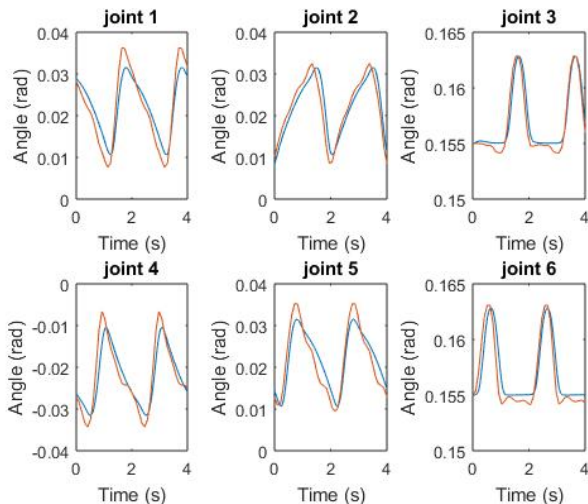 joint 1
joint 2
joint 3
0.04
0.03
0.02
0.01
0
Angle (rad)
0 2 4
Time (s)
0.04
0.03
0.02
0.01
0
Angle (rad)
0 2 4
Time (s)
0.165
0.16
0.155
0.15
Angle (rad)
0 2 4
Time (s)
joint 4
joint 5
joint 6
0
-0.01
-0.02
-0.03
-0.04
Angle (rad)
0 2 4
Time (s)
0.04
0.03
0.02
0.01
0
Angle (rad)
0 2 4
Time (s)
0.165
0.16
0.155
0.15
Angle (rad)
0 2 4
Time (s)